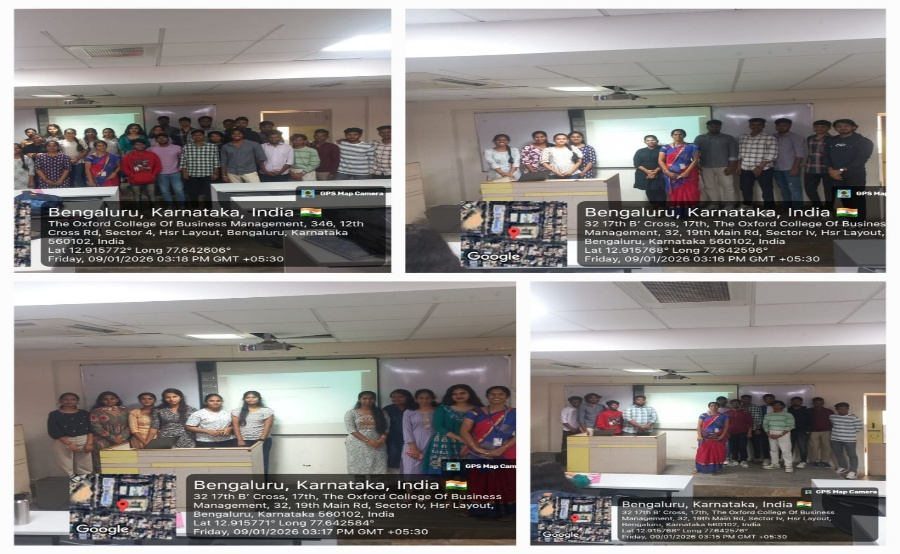 GPS Map Camera
Bengaluru, Karnataka, India
The Oxford College Of Business Management, 346, 12th
Cross Rd, Sector 4, Hsr Layout, Bengaluru, Karnataka
560102, India
Lat 12.915772° Long 77.642606°
Friday, 09/01/2026 03:18 PM GMT +05:30
GPS Ma
Bengaluru, Karnataka, India
32 17th B' Cross, 17th, The Oxford College Of Business
Management, 32, 19th Main Rd, Sector Iv, Hsr Layout,
Bengaluru, Karnataka 560102, India
Lat 12.915768° Long 77.642596°
Friday, 09/01/2026 03:16 PM GMT +05:30
Google
GPS Map Cam
Bengaluru, Karnataka, India
32 17th B' Cross, 17th, The Oxford College Of Business
Management, 32, 19th Main Rd, Sector Iv, Hsr Layout,
Bengaluru, Karnataka 560102, India
Lat 12.915771° Long 77.642584°
Friday, 09/01/2026 03:17 PM GMT +05:30
Google
GPS Map Camera
Bengaluru, Karnataka, India
32 17th B' Cross, 17th, The Oxford College Of Business
Management, 32, 19th Main Rd, Sector Iv, Hsr Layout,
Bengaluru, Karnataka 560102, India
Lat 12.915766° Long 77.642576°
Friday, 09/01/2026 03:15 PM GMT +05:30
Google